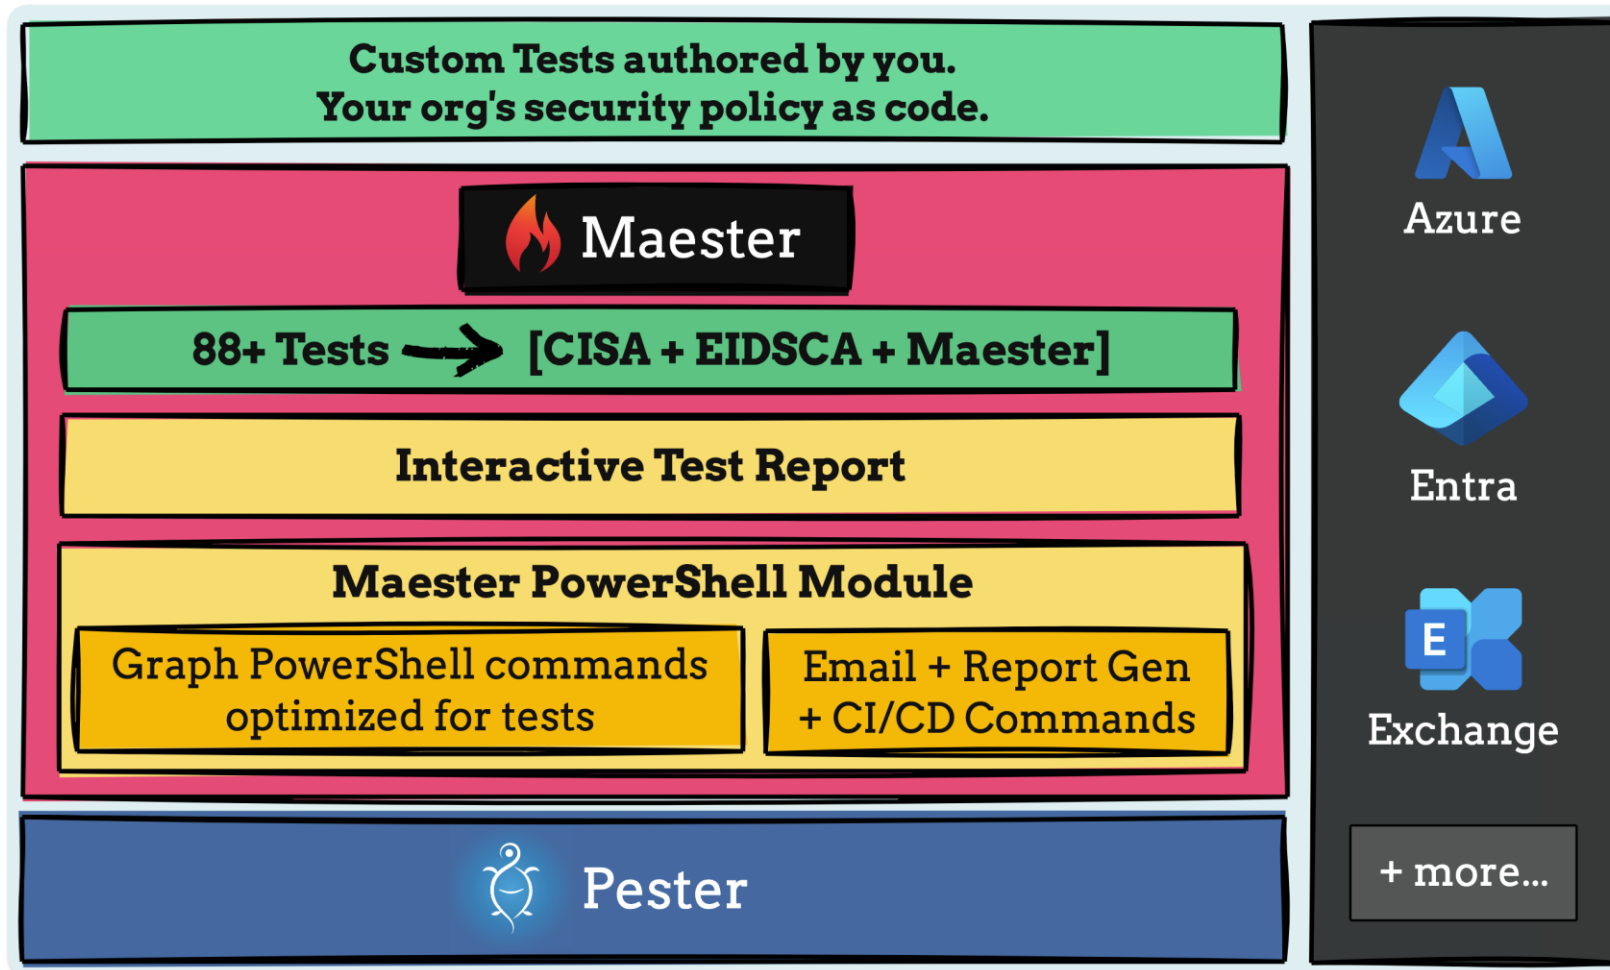 Custom Tests authored by you.
Your org's security policy as code.
Maester
88+ Tests
[CISA + EIDSCA + Maester]
Interactive Test Report
Maester PowerShell Module
Graph PowerShell commands
optimized for tests
Email + Report Gen
+ CI/CD Commands
Pester
Azure
Entra
E
Exchange
+ more...